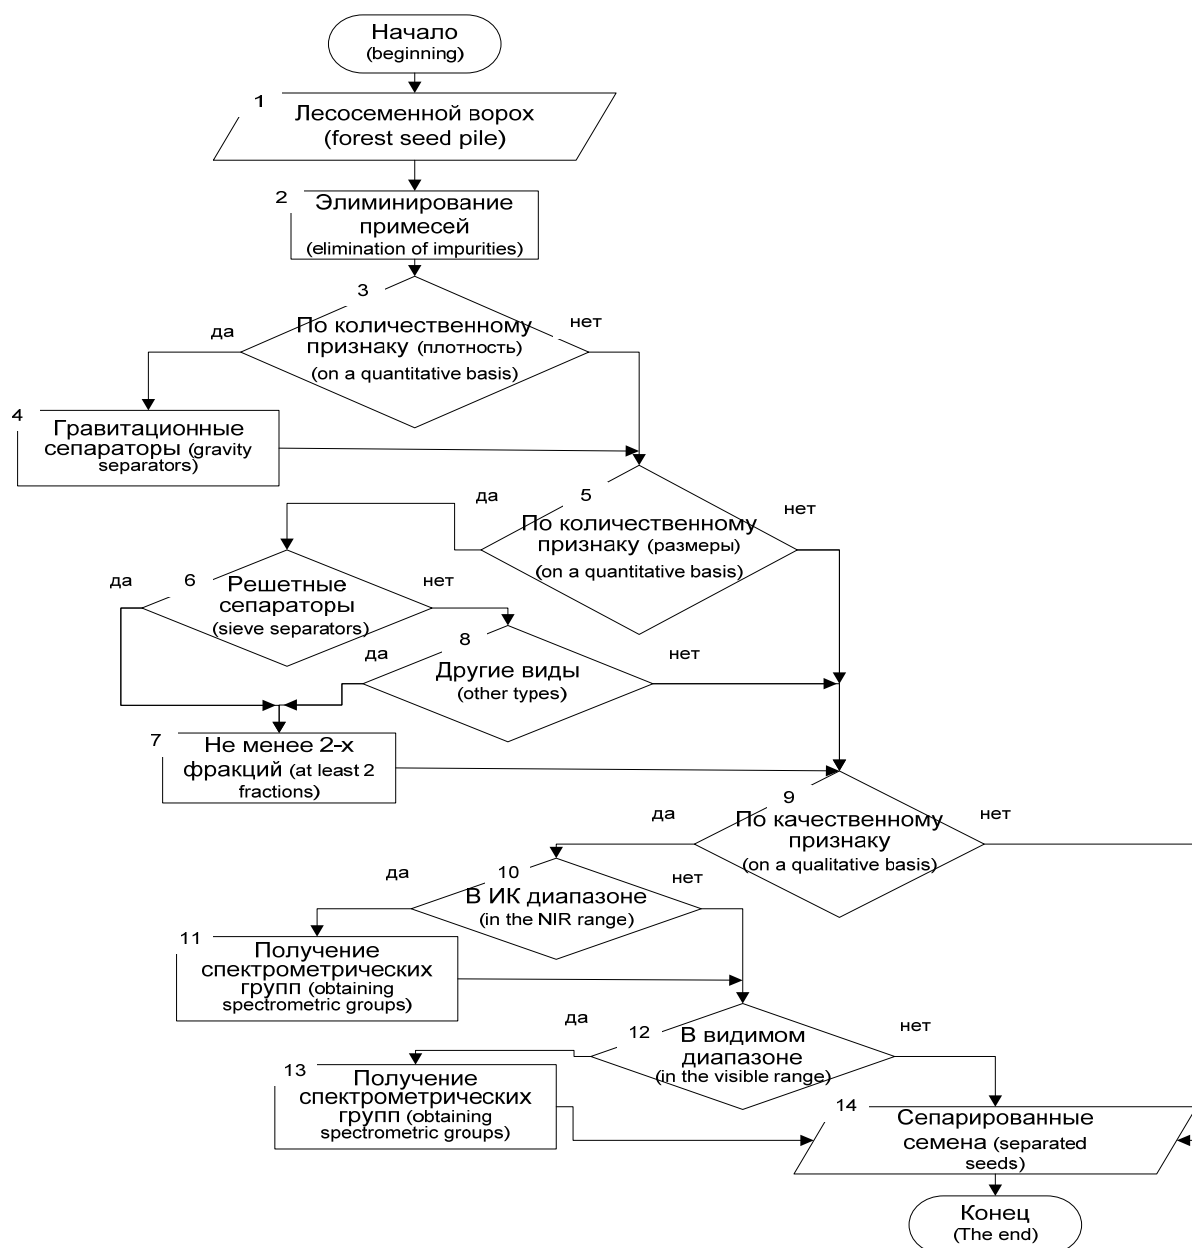 Начало
(beginning)
1
Лесосеменной ворох
(forest seed pile)
2
Элиминирование
примесей
(elimination of impurities)
3
да
нет
По количественному
признаку (плотность)
(on a quantitative basis)
4
Гравитационные
сепараторы (gravity
separators)
5
да
нет
По количественному
признаку (размеры)
(on a quantitative basis)
6
да
нет
Решетные
сепараторы
(sieve separators)
8
да
нет
Другие виды
(other types)
7
Не менее 2-х
фракций (at least 2
fractions)
9
да
нет
По качественному
признаку
(on a qualitative basis)
10
да
нет
В ИК диапазоне
(in the NIR range)
11
Получение
спектрометрических
групп (obtaining
spectrometric groups)
12
да
нет
В видимом
диапазоне
(in the visible range)
13
Получение
спектрометрических
групп (obtaining
spectrometric groups)
14
Сепарированные
семена (separated
seeds)
Конец
(The end)